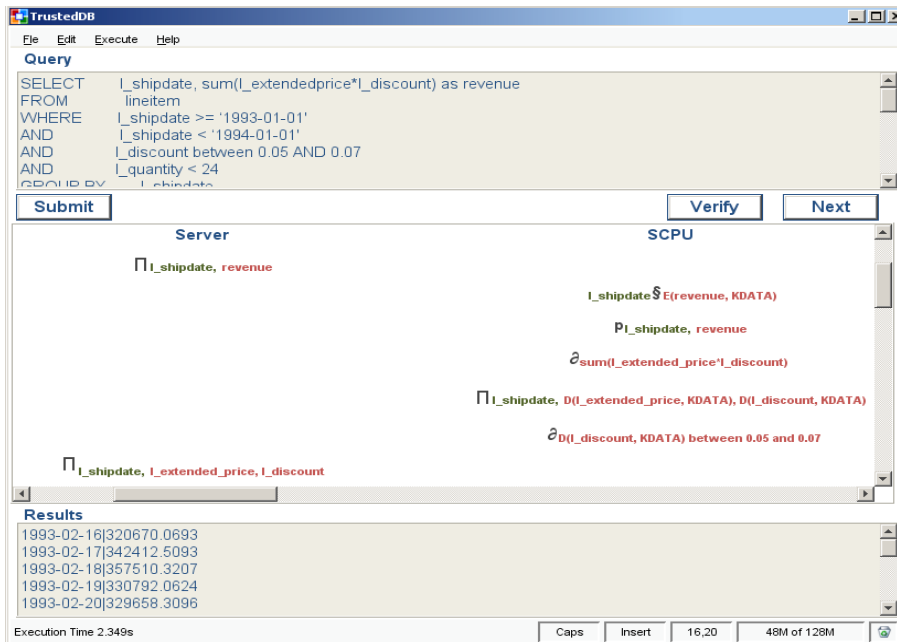 TrustedDB
Fle Edit Execute Help
Query
SELECT l_shipdate, sum(l_extendedprice*l_discount) as revenue
FROM lineitem
WHERE l_shipdate >= '1993-01-01'
AND l_shipdate < '1994-01-01'
AND l_discount between 0.05 AND 0.07
AND l_quantity < 24
GROUP BY l_shipdate
Submit Verify Next
Server SCPU
∏ l_shipdate, revenue
l_shipdate § E(revenue, KDATA)
p l_shipdate, revenue
∂ sum(l_extended_price*l_discount)
∏ l_shipdate, D(l_extended_price, KDATA), D(l_discount, KDATA)
∂ D(l_discount, KDATA) between 0.05 and 0.07
∏ l_shipdate, l_extended_price, l_discount
Results
1993-02-16|320670.0693
1993-02-17|342412.5093
1993-02-18|357510.3207
1993-02-19|330792.0624
1993-02-20|329658.3096
Execution Time 2.349s Caps Insert 16,20 48M of 128M